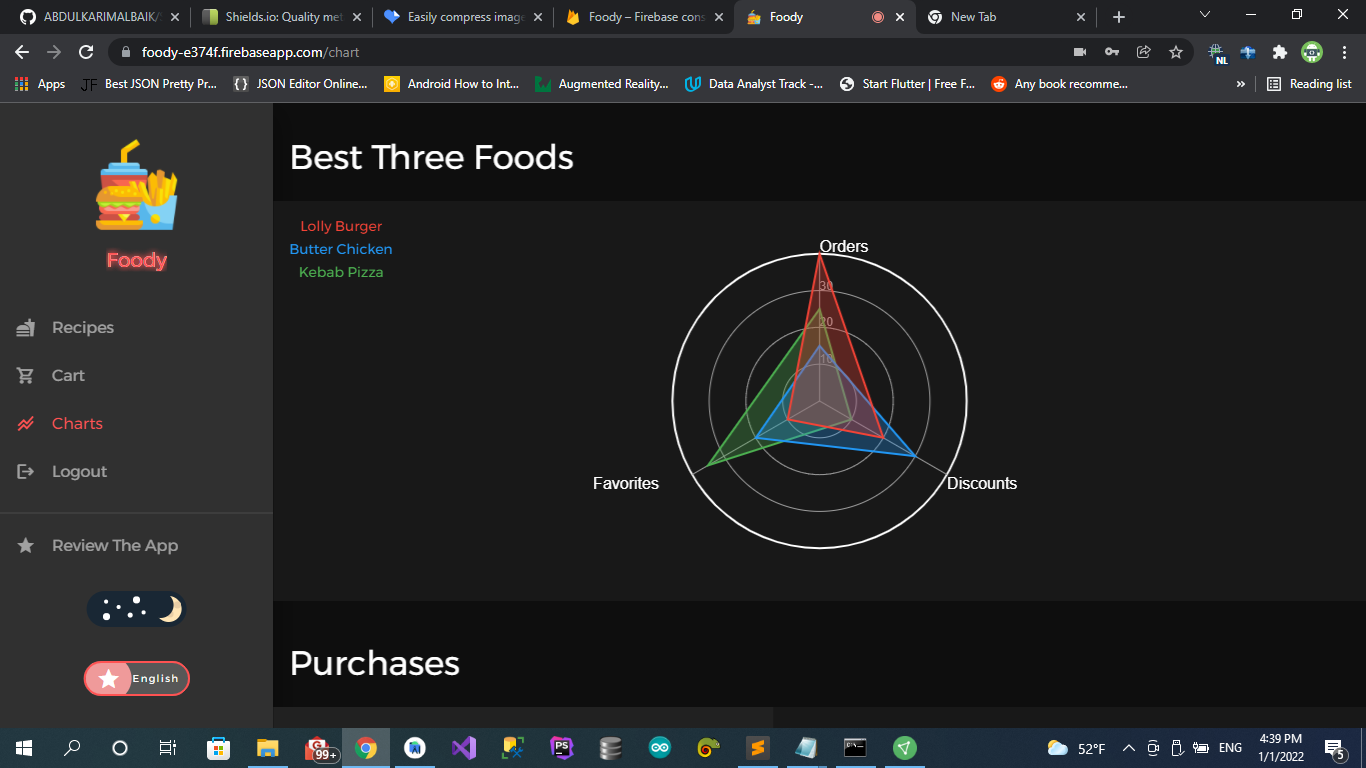 ABDULKARIMALBAIK/
Shields.io: Quality met
Easily compress image
Foody – Firebase cons
Foody
New Tab
foody-e374f.firebaseapp.com/chart
NL
Apps
JF Best JSON Pretty Pr...
{} JSON Editor Online...
Android How to Int...
Augmented Reality...
Data Analyst Track -...
Start Flutter | Free F...
Any book recomme...
»
Reading list
Foody
Recipes
Cart
Charts
Logout
Review The App
English
Best Three Foods
Lolly Burger
Butter Chicken
Kebab Pizza
Orders
30
20
10
Favorites
Discounts
Purchases
99+
PS
52°F
ENG
4:39 PM
1/1/2022
5